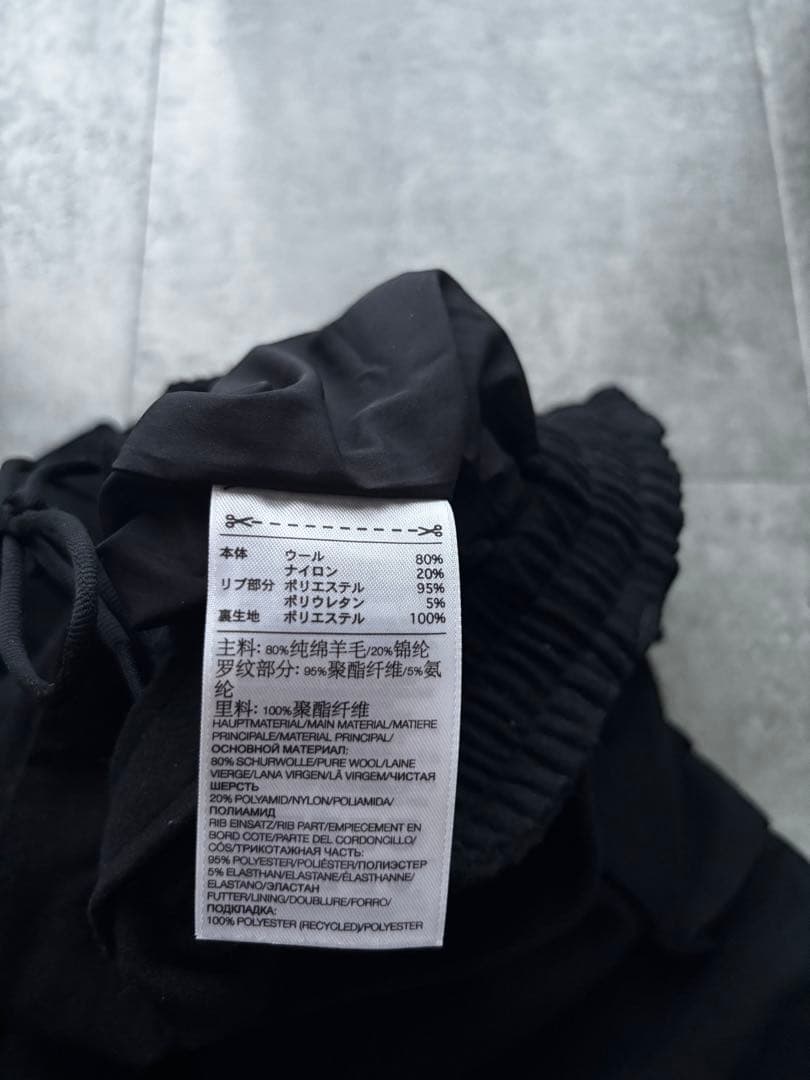 本体 ウール 80%
ナイロン 20%
リブ部分 ポリエステル 95%
ポリウレタン 5%
裏生地 ポリエステル 100%
主料: 80%纯绵羊毛/20%锦纶
罗纹部分: 95%聚酯纤维/5%氨
纶
里料: 100%聚酯纤维
HAUPTMATERIAL/MAIN MATERIAL/MATIERE
PRINCIPALE/MATERIAL PRINCIPAL/
ОСНОВНОЙ МАТЕРИАЛ:
80% SCHURWOLLE/PURE WOOL/LAINE
VIERGE/LANA VIRGEN/LÃ VIRGEM/ЧИСТАЯ
ШЕРСТЬ
20% POLYAMID/NYLON/POLIAMIDA/
ПОЛИАМИД
RIB EINSATZ/RIB PART/EMPIECEMENT EN
BORD COTE/PARTE DEL CORDONCILLO/
CÓS/ТРИКОТАЖНАЯ ЧАСТЬ:
95% POLYESTER/POLIÉSTER/ПОЛИЭСТЕР
5% ELASTHAN/ELASTANE/ÉLASTHANNE/
ELASTANO/ЭЛАСТАН
FUTTER/LINING/DOUBLURE/FORRO/
ПОДКЛАДКА:
100% POLYESTER (RECYCLED)/POLYESTER